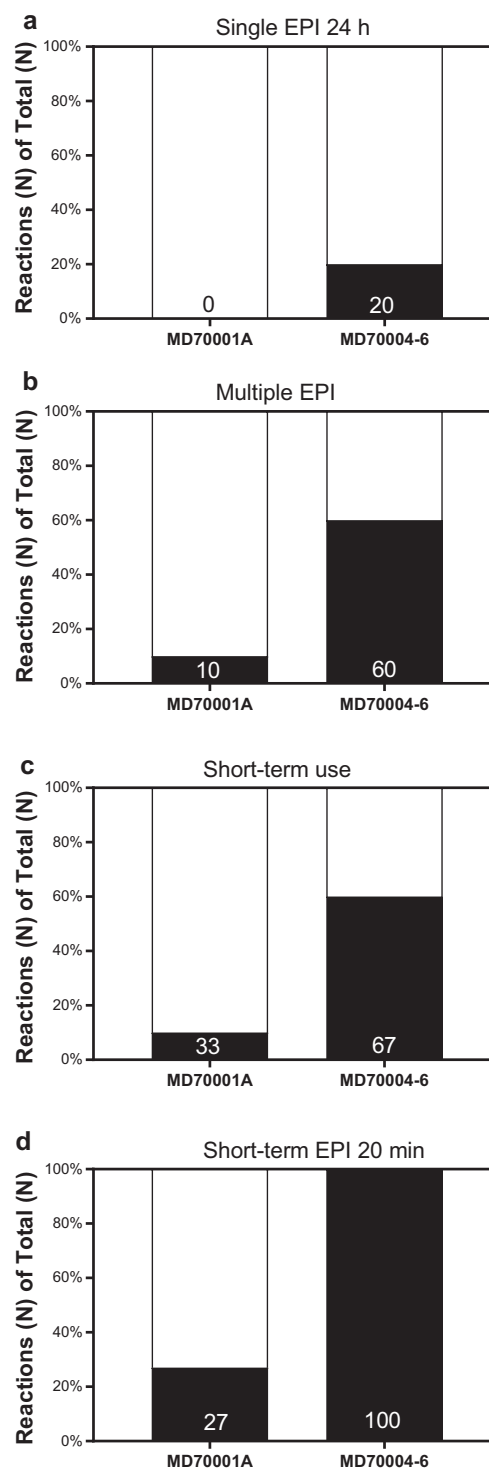 a
Single EPI 24 h
Reactions (N) of Total (N)
100%
80%
60%
40%
20%
0%
0
20
MD70001A MD70004-6
b
Multiple EPI
Reactions (N) of Total (N)
100%
80%
60%
40%
20%
0%
10
60
MD70001A MD70004-6
c
Short-term use
Reactions (N) of Total (N)
100%
80%
60%
40%
20%
0%
33
67
MD70001A MD70004-6
d
Short-term EPI 20 min
Reactions (N) of Total (N)
100%
80%
60%
40%
20%
0%
27
100
MD70001A MD70004-6